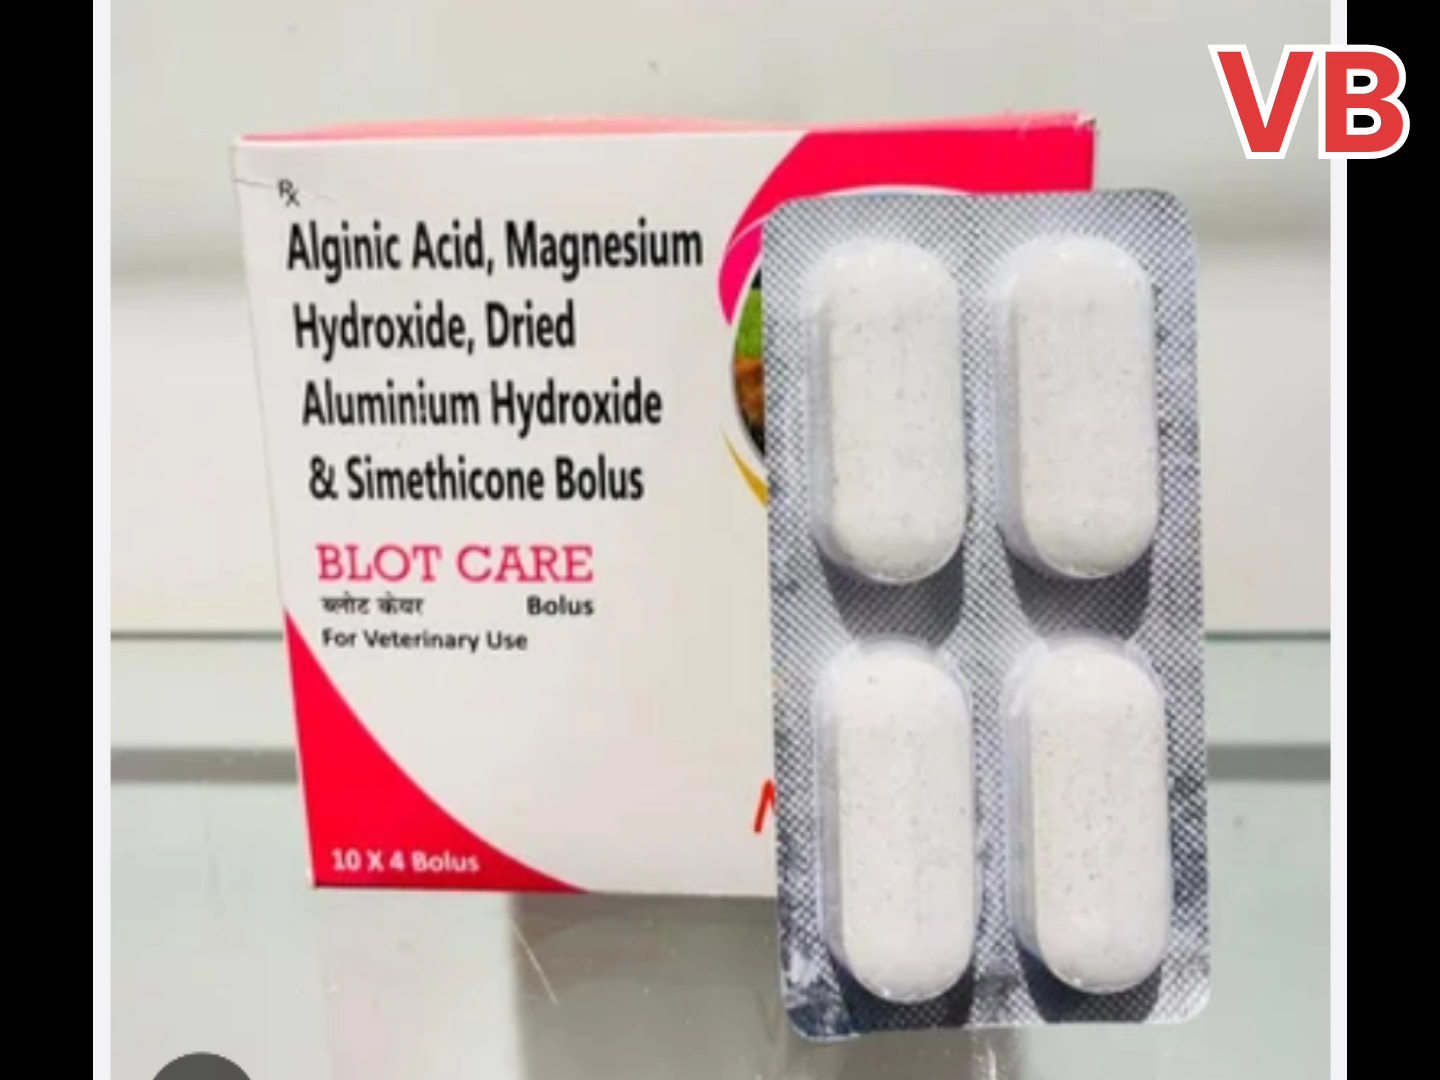 VB
Rx
Alginic Acid, Magnesium
Hydroxide, Dried
Aluminium Hydroxide
& Simethicone Bolus
BLOT CARE
ब्लोट केयर Bolus
For Veterinary Use
10 X 4 Bolus